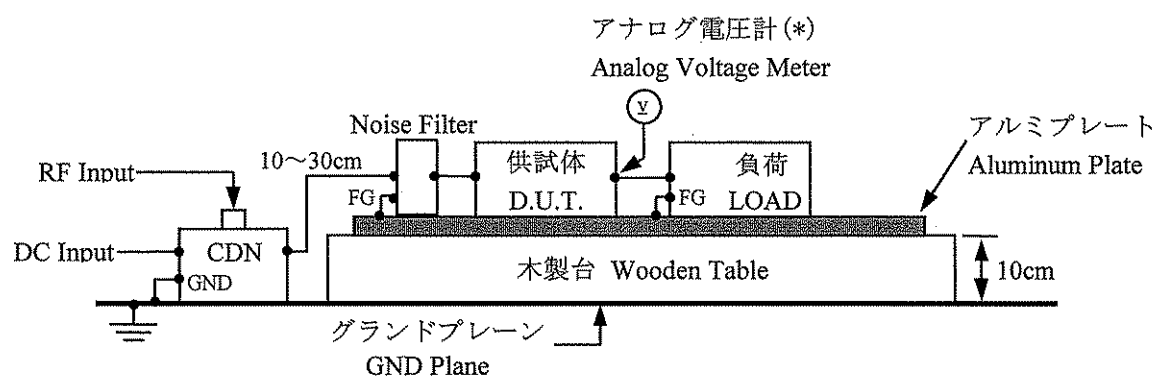 アナログ電圧計(*)
Analog Voltage Meter
V
Noise Filter
10～30cm
RF Input
FG
供試体
D.U.T.
負荷
LOAD
FG
アルミプレート
Aluminum Plate
DC Input
CDN
GND
木製台 Wooden Table
10cm
グランドプレーン
GND Plane